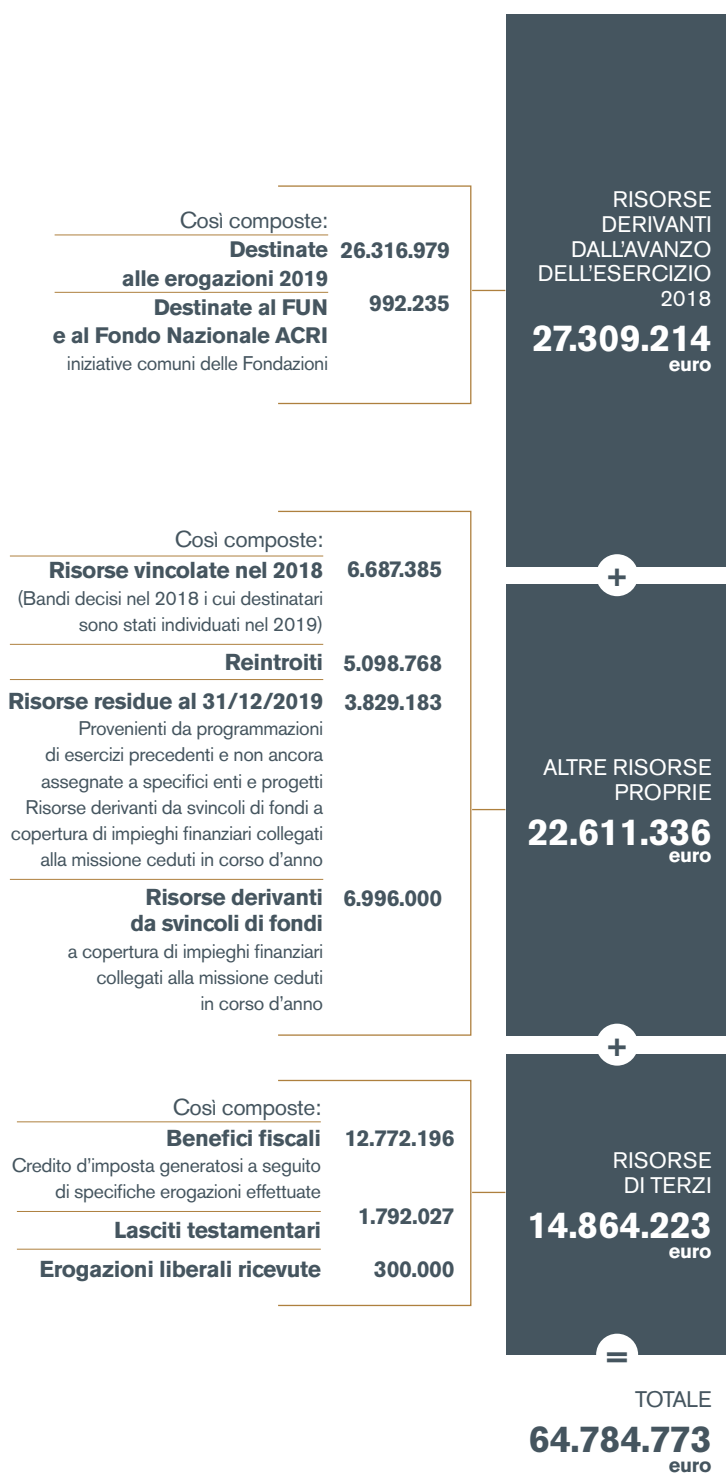 RISORSE
DERIVANTI
DALL'AVANZO
DELL'ESERCIZIO
2018
27.309.214
euro
Così composte:
Destinate 26.316.979
alle erogazioni 2019
Destinate al FUN 992.235
e al Fondo Nazionale ACRI
iniziative comuni delle Fondazioni
+
ALTRE RISORSE
PROPRIE
22.611.336
euro
Così composte:
Risorse vincolate nel 2018 6.687.385
(Bandi decisi nel 2018 i cui destinatari
sono stati individuati nel 2019)
Reintroiti 5.098.768
Risorse residue al 31/12/2019 3.829.183
Provenienti da programmazioni
di esercizi precedenti e non ancora
assegnate a specifici enti e progetti
Risorse derivanti da svincoli di fondi a
copertura di impieghi finanziari collegati
alla missione ceduti in corso d'anno
Risorse derivanti 6.996.000
da svincoli di fondi
a copertura di impieghi finanziari
collegati alla missione ceduti
in corso d'anno
+
RISORSE
DI TERZI
14.864.223
euro
Così composte:
Benefici fiscali 12.772.196
Credito d'imposta generatosi a seguito
di specifiche erogazioni effettuate
Lasciti testamentari 1.792.027
Erogazioni liberali ricevute 300.000
=
TOTALE
64.784.773
euro